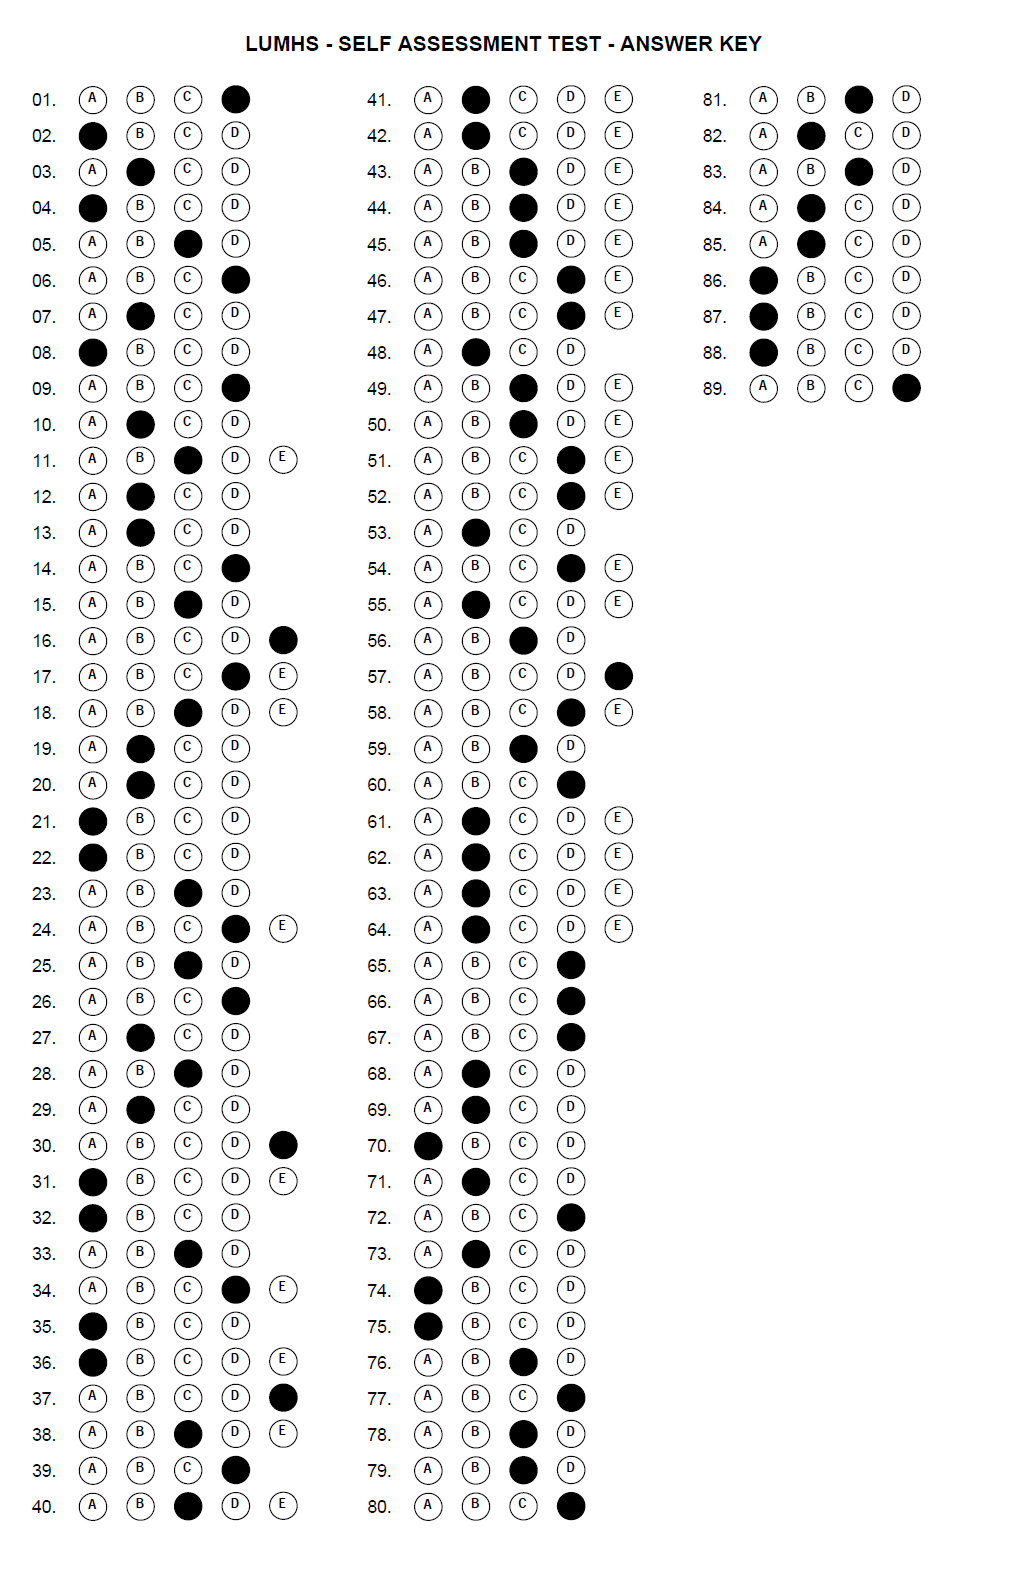 LUMHS - SELF ASSESSMENT TEST - ANSWER KEY
01. A B C
02. B C D
03. A C D
04. B C D
05. A B D
06. A B C
07. A C D
08. B C D
09. A B C
10. A C D
11. A B D E
12. A C D
13. A C D
14. A B C
15. A B D
16. A B C D
17. A B C E
18. A B D E
19. A C D
20. A C D
21. B C D
22. B C D
23. A B D
24. A B C E
25. A B D
26. A B C
27. A C D
28. A B D
29. A C D
30. A B C D
31. B C D E
32. B C D
33. A B D
34. A B C E
35. B C D
36. B C D E
37. A B C D
38. A B D E
39. A B C
40. A B D E
41. A C D E
42. A C D E
43. A B D E
44. A B D E
45. A B D E
46. A B C E
47. A B C E
48. A C D
49. A B D E
50. A B D E
51. A B C E
52. A B C E
53. A C D
54. A B C E
55. A C D E
56. A B D
57. A B C D
58. A B C E
59. A B D
60. A B C
61. A C D E
62. A C D E
63. A C D E
64. A C D E
65. A B C
66. A B C
67. A B C
68. A C D
69. A C D
70. B C D
71. A C D
72. A B C
73. A C D
74. B C D
75. B C D
76. A B D
77. A B C
78. A B D
79. A B D
80. A B C
81. A B D
82. A C D
83. A B D
84. A C D
85. A C D
86. B C D
87. B C D
88. B C D
89. A B C